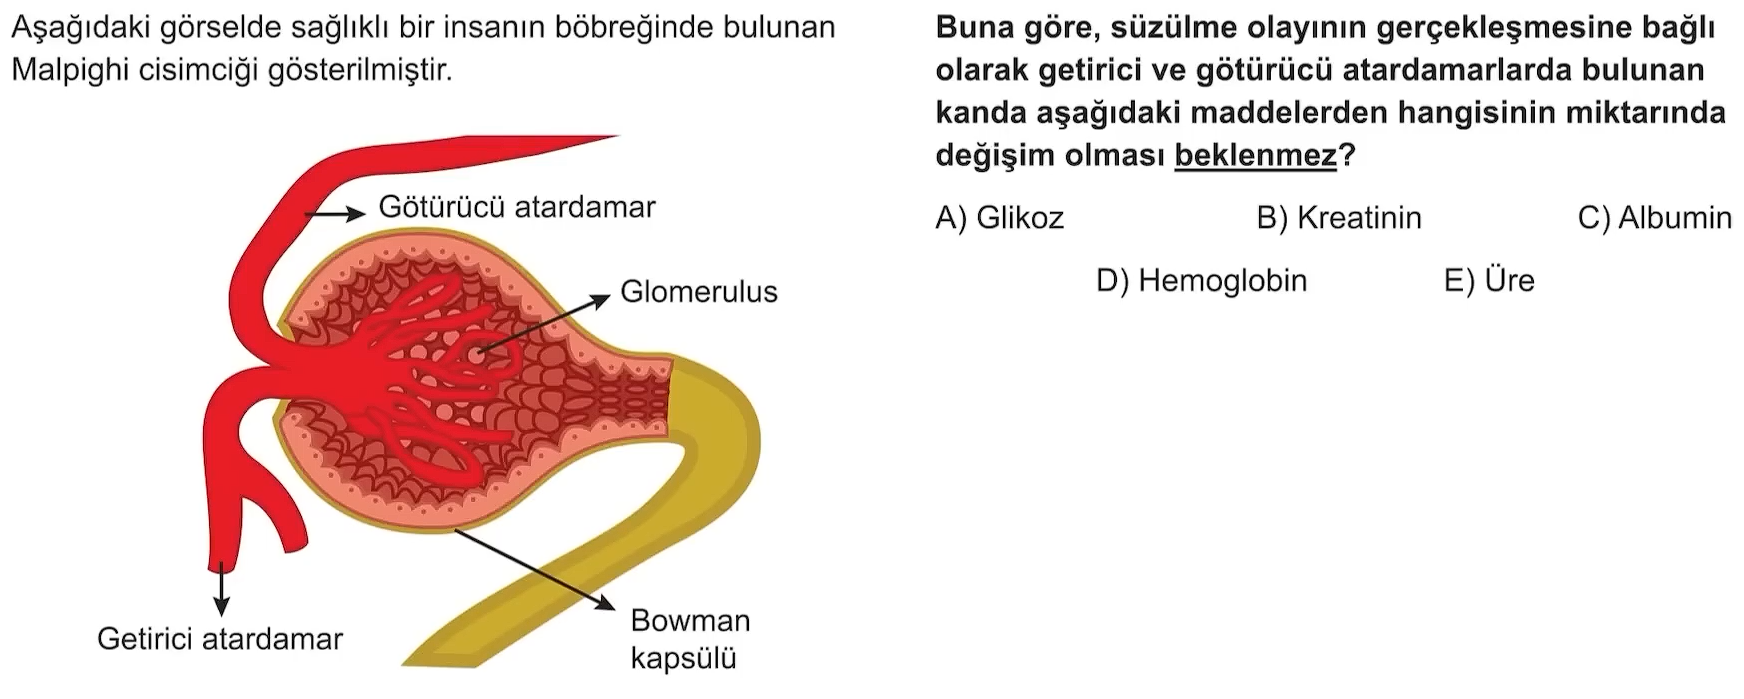 Aşağıdaki görselde sağlıklı bir insanın böbreğinde bulunan
Malpighi cisimciği gösterilmiştir.
Götürücü atardamar
Glomerulus
Getirici atardamar
Bowman
kapsülü
Buna göre, süzülme olayının gerçekleşmesine bağlı
olarak getirici ve götürücü atardamarlarda bulunan
kanda aşağıdaki maddelerden hangisinin miktarında
değişim olması beklenmez?
A) Glikoz B) Kreatinin C) Albumin
D) Hemoglobin E) Üre